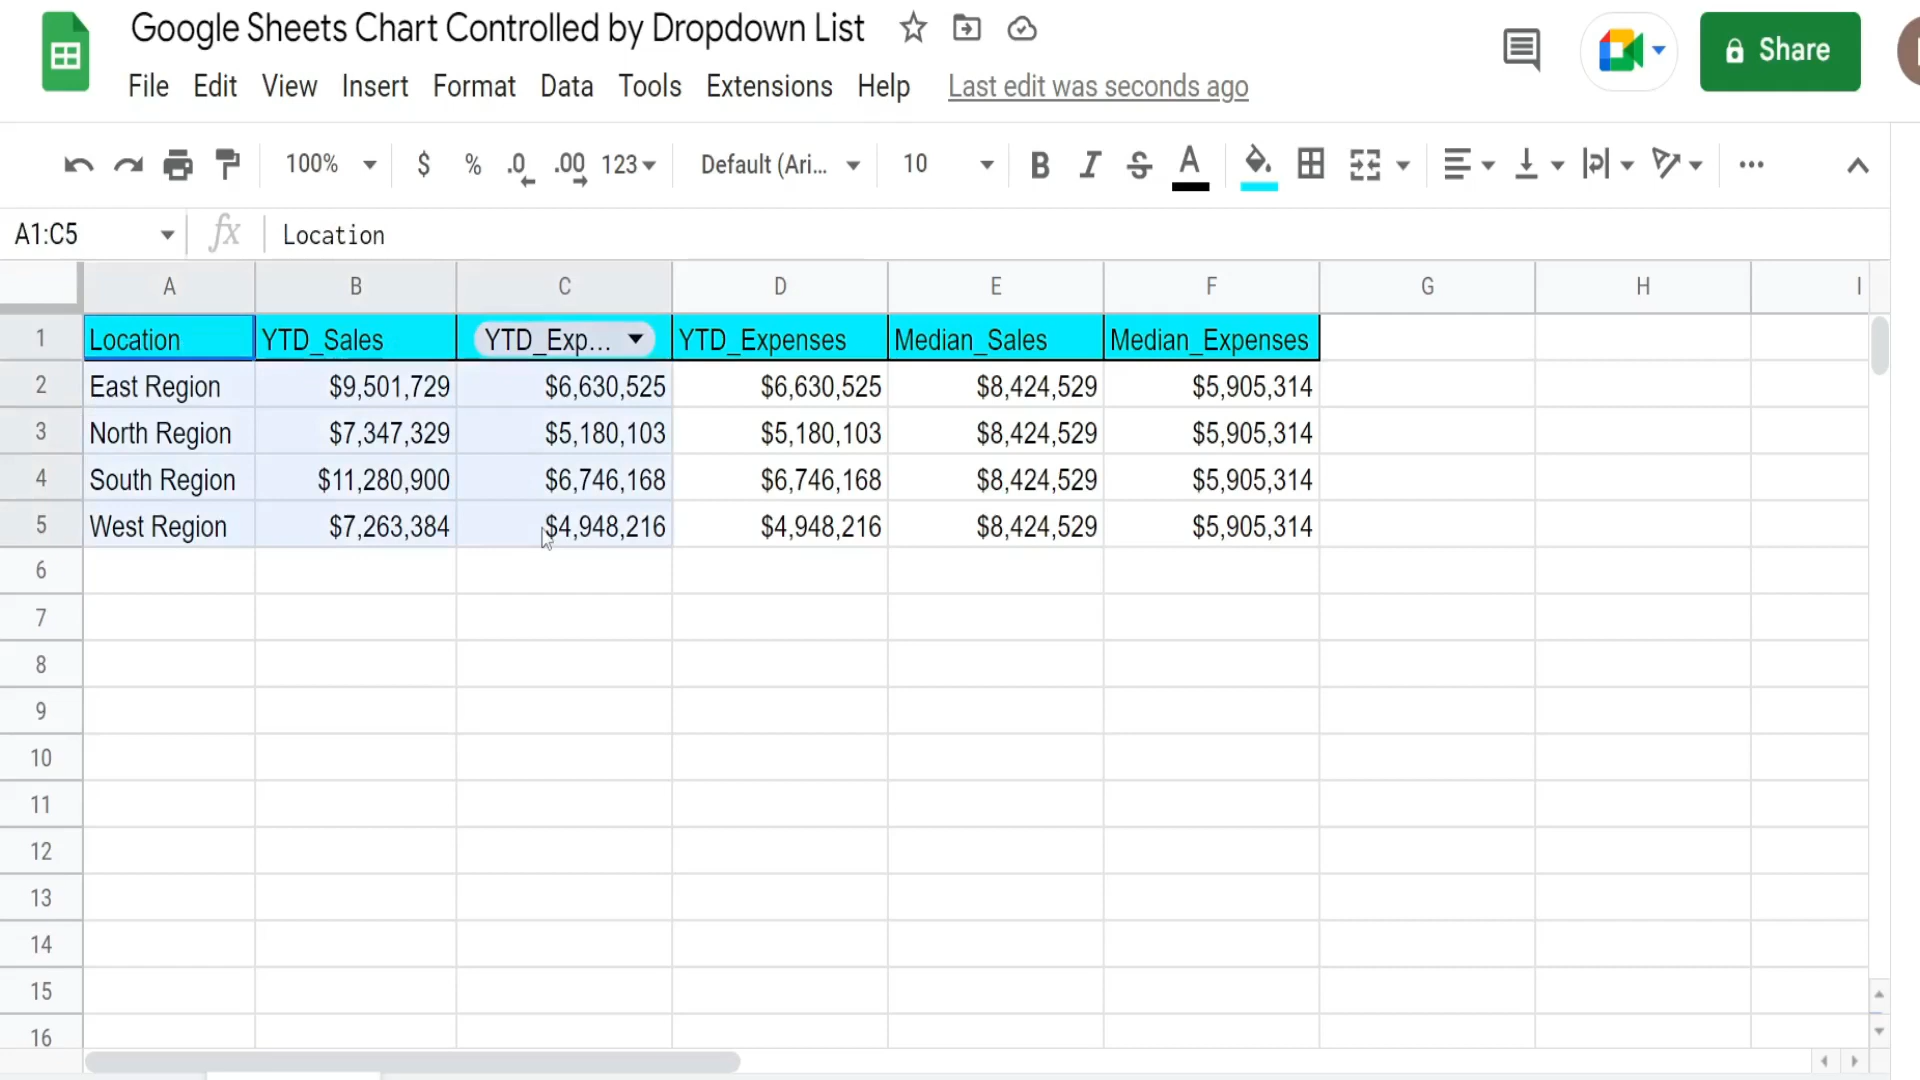 Google Sheets Chart Controlled by Dropdown List
File Edit View Insert Format Data Tools Extensions Help Last edit was seconds ago
Share
100% $ % .0 .00 123 Default (Ari... 10 B I S A
A1:C5 fx Location
A B C D E F G H I
1 Location YTD_Sales YTD_Exp... YTD_Expenses Median_Sales Median_Expenses
2 East Region $9,501,729 $6,630,525 $6,630,525 $8,424,529 $5,905,314
3 North Region $7,347,329 $5,180,103 $5,180,103 $8,424,529 $5,905,314
4 South Region $11,280,900 $6,746,168 $6,746,168 $8,424,529 $5,905,314
5 West Region $7,263,384 $4,948,216 $4,948,216 $8,424,529 $5,905,314
6
7
8
9
10
11
12
13
14
15
16